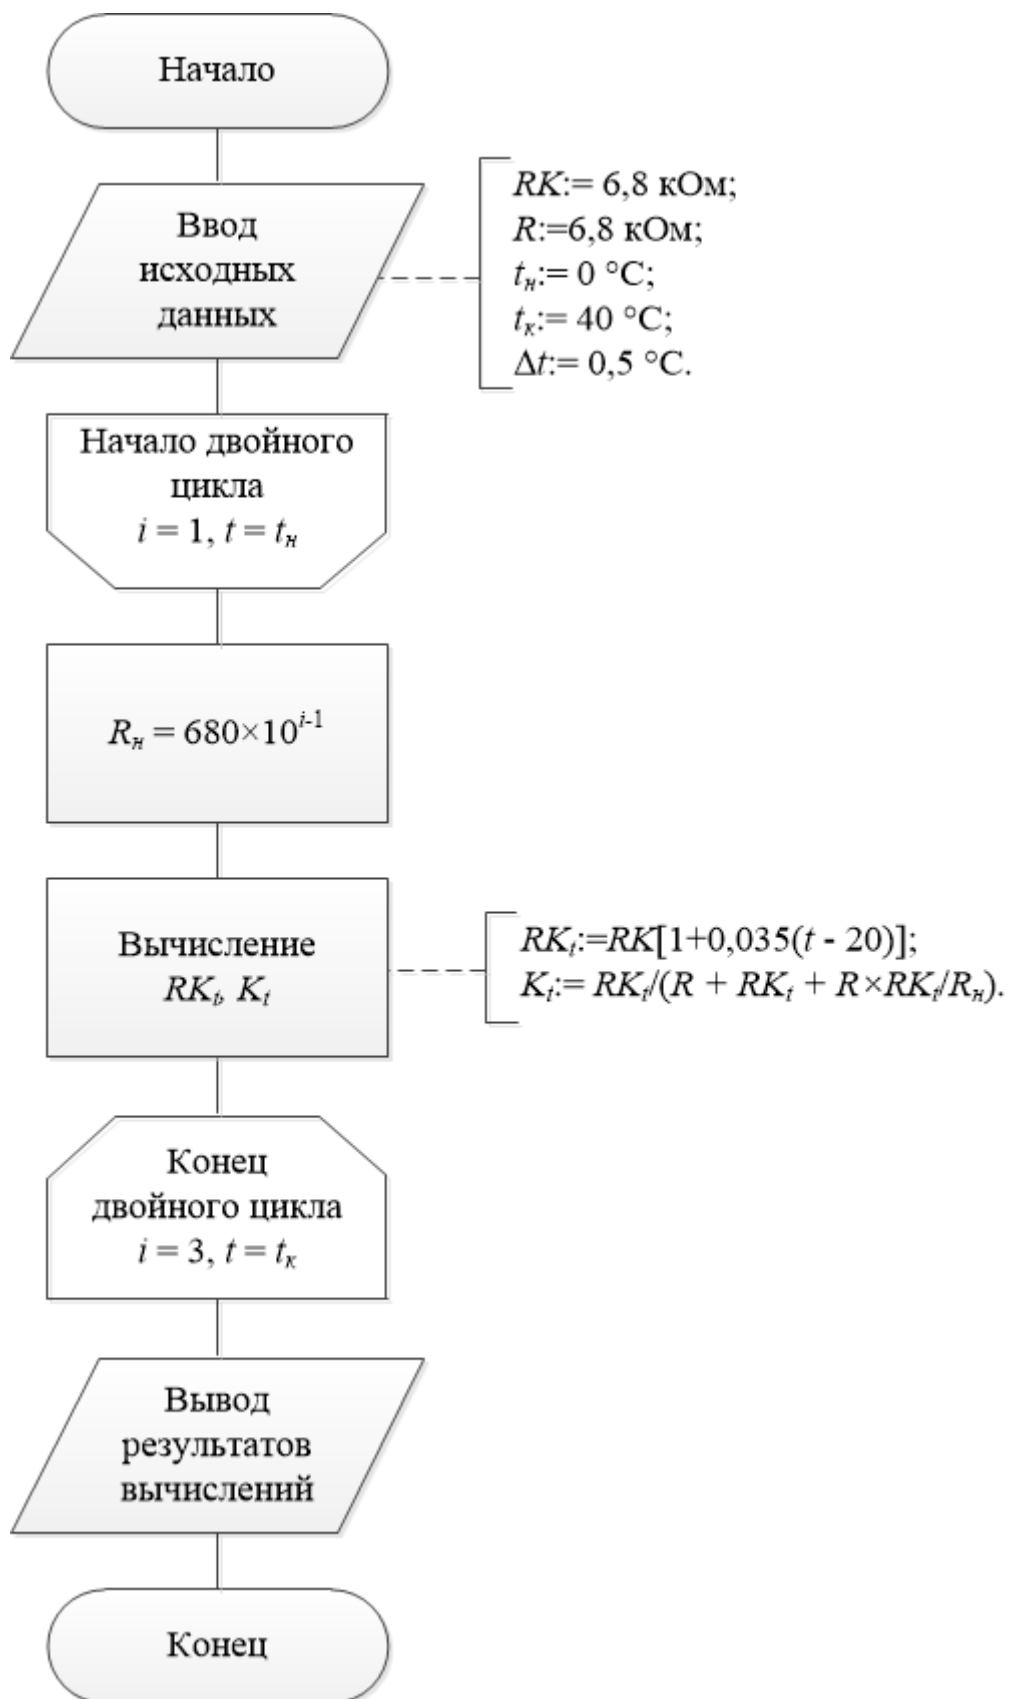 Начало
Ввод
исходных
данных
RK:= 6,8 кОм;
R:=6,8 кОм;
tн:= 0 °C;
tк:= 40 °C;
Δt:= 0,5 °C.
Начало двойного
цикла
i = 1, t = tн
Rн = 680×10^{i-1}
Вычисление
RKt, Kt
RKt:=RK[1+0,035(t - 20)];
Kt:= RKt/(R + RKt + R×RKt/Rн).
Конец
двойного цикла
i = 3, t = tк
Вывод
результатов
вычислений
Конец